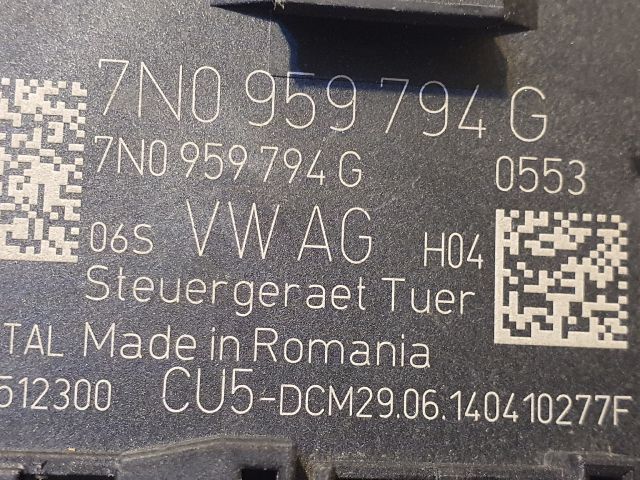 7N0 959 794 G
7N0 959 794 G 0553
06S VW AG H04
Steuergeraet Tuer
TAL Made in Romania
512300 CU5-DCM29.06.140410277F